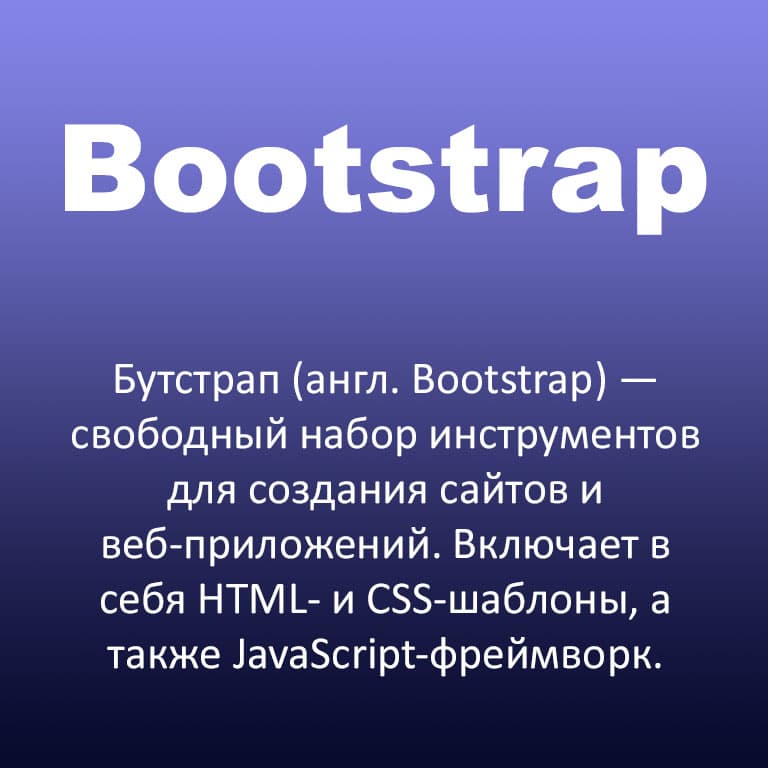 Bootstrap
Бутстрап (англ. Bootstrap) —
свободный набор инструментов
для создания сайтов и
веб-приложений. Включает в
себя HTML- и CSS-шаблоны, а
также JavaScript-фреймворк.